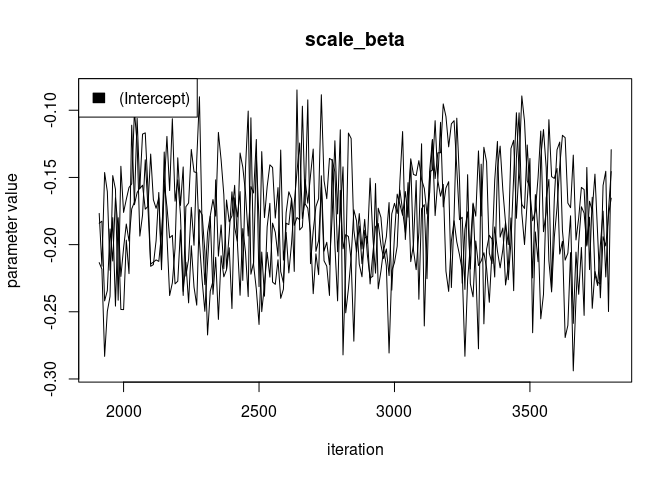 scale_beta
(Intercept)
parameter value
-0.10
-0.15
-0.20
-0.25
-0.30
2000 2500 3000 3500
iteration